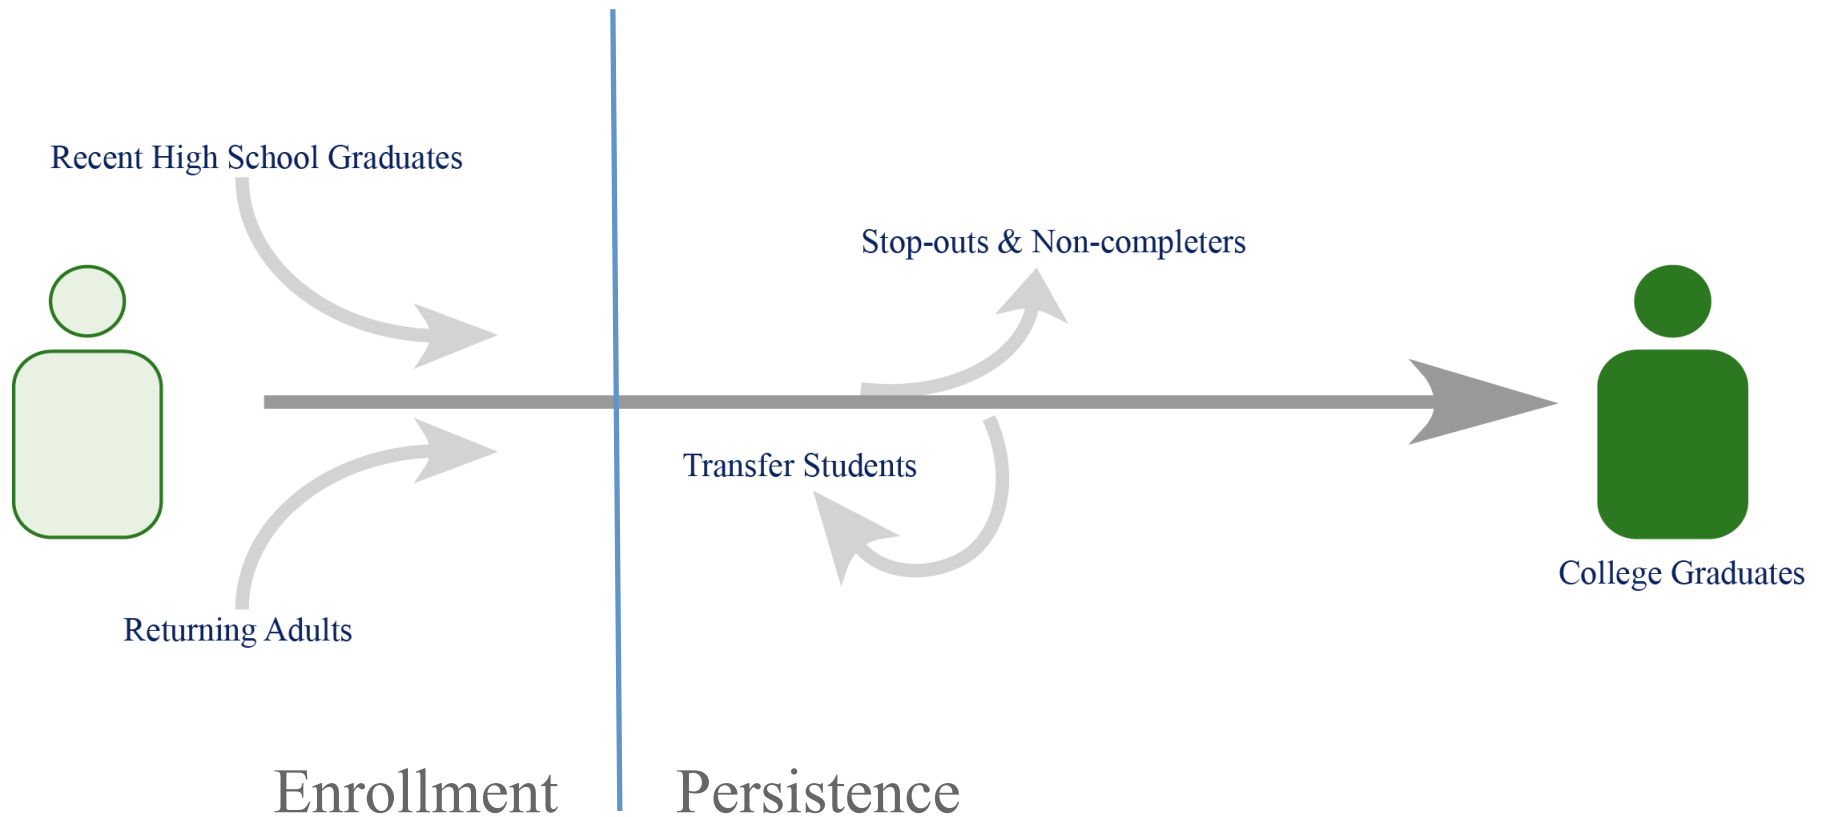 Recent High School Graduates
Stop-outs & Non-completers
Transfer Students
College Graduates
Returning Adults
Enrollment
Persistence